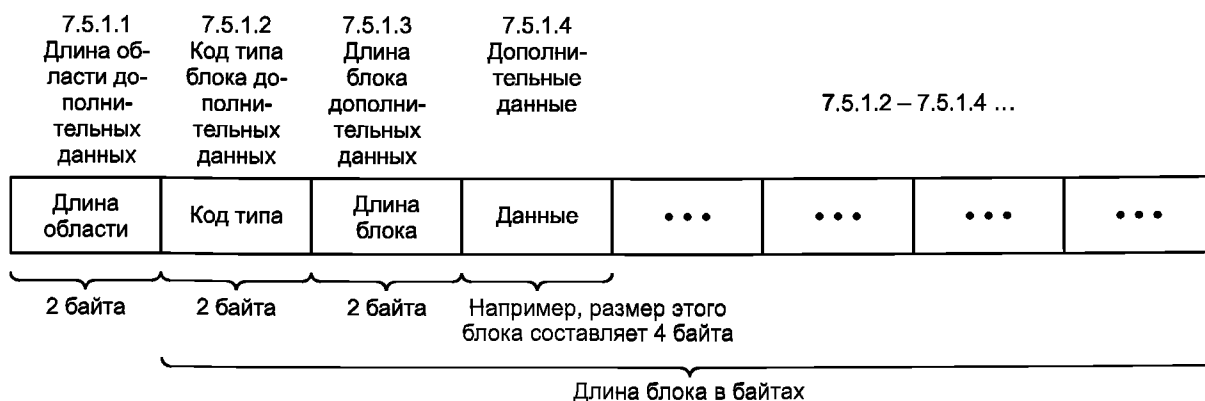 7.5.1.1
Длина об-
ласти до-
полни-
тельных
данных
7.5.1.2
Код типа
блока до-
полни-
тельных
данных
7.5.1.3
Длина
блока
дополни-
тельных
данных
7.5.1.4
Дополни-
тельные
данные
7.5.1.2 – 7.5.1.4 ...
Длина
области
Код типа
Длина
блока
Данные
• • •
• • •
• • •
• • •
2 байта
2 байта
2 байта
Например, размер этого
блока составляет 4 байта
Длина блока в байтах